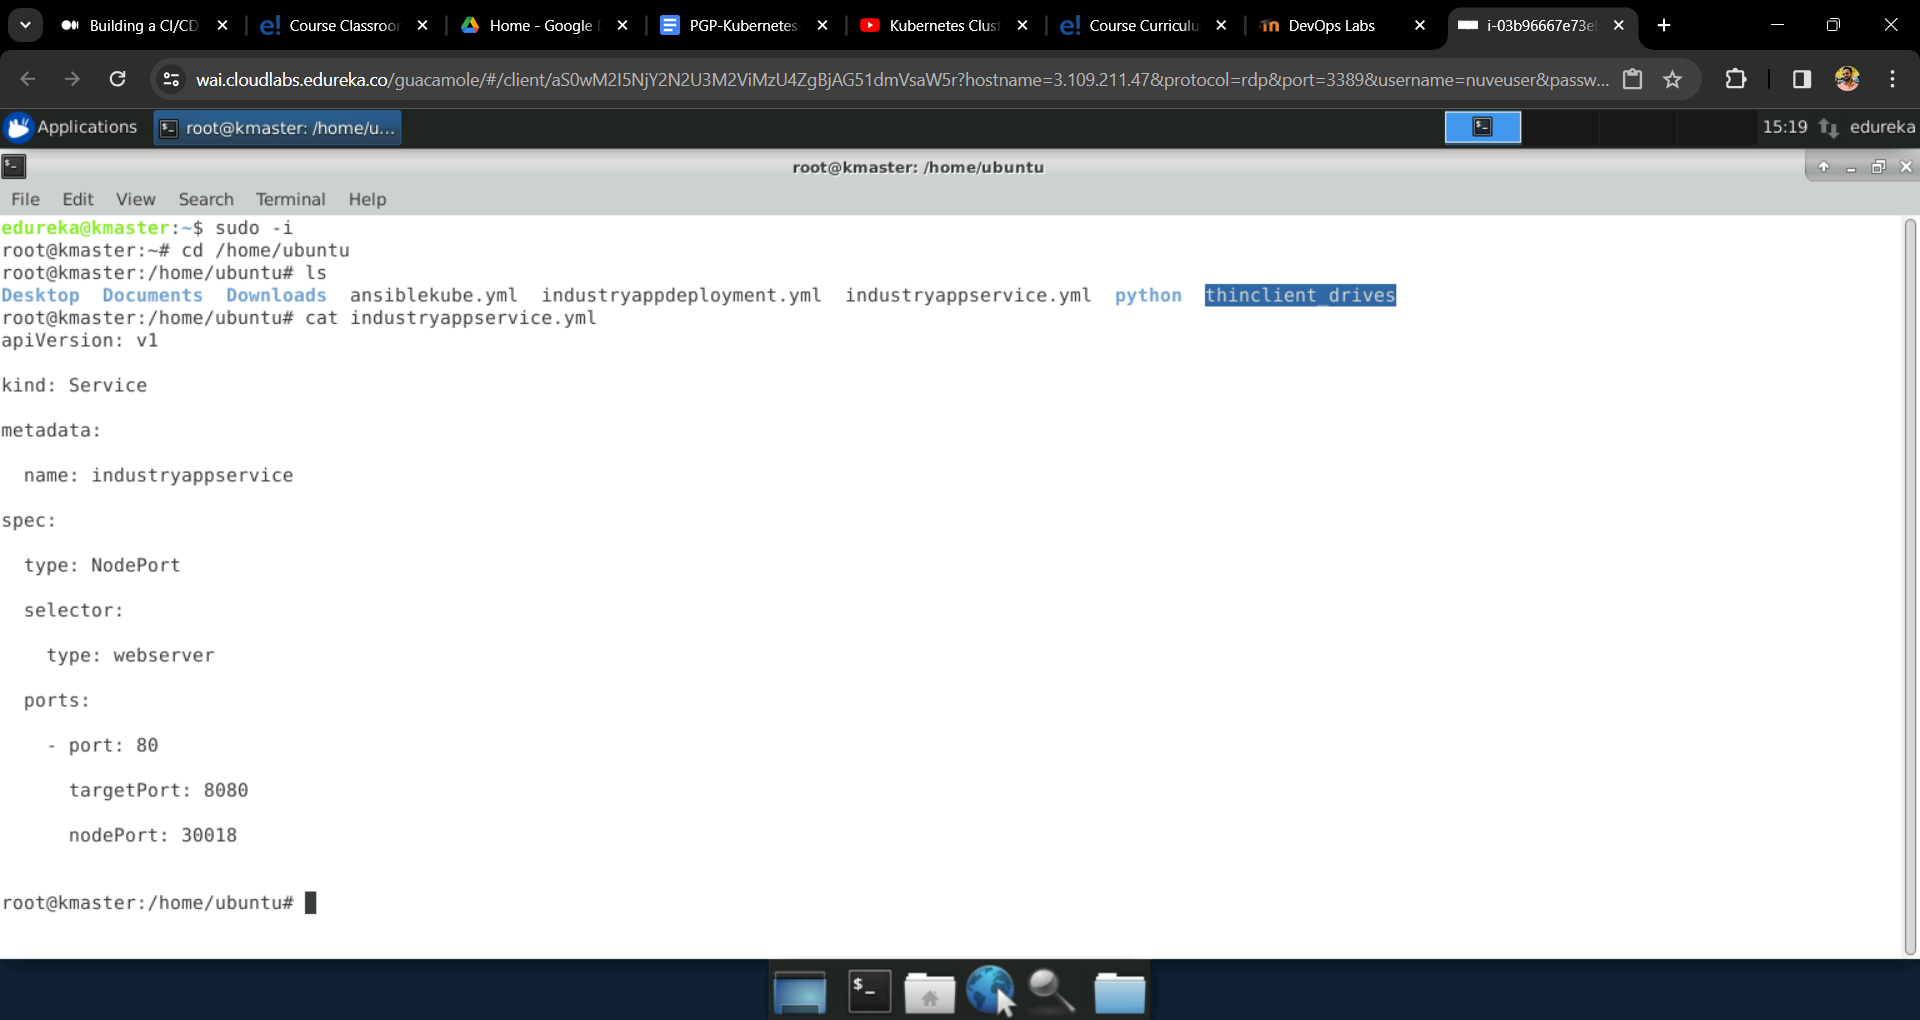 Building a CI/CD
Course Classroor
Home - Google
PGP-Kubernetes-
Kubernetes Clust
Course Curriculu
DevOps Labs
i-03b96667e73e
wai.cloudlabs.edureka.co/guacamole/#/client/aS0wM2I5NjY2N2U3M2ViMzU4ZgBjAG51dmVsaW5r?hostname=3.109.211.47&protocol=rdp&port=3389&username=nuveuser&passw...
Applications
root@kmaster: /home/u...
15:19
edureka
root@kmaster: /home/ubuntu
File Edit View Search Terminal Help
edureka@kmaster:~$ sudo -i
root@kmaster:~# cd /home/ubuntu
root@kmaster:/home/ubuntu# ls
Desktop Documents Downloads ansiblekube.yml industryappdeployment.yml industryappservice.yml python thinclient_drives
root@kmaster:/home/ubuntu# cat industryappservice.yml
apiVersion: v1
kind: Service
metadata:
name: industryappservice
spec:
type: NodePort
selector:
type: webserver
ports:
- port: 80
targetPort: 8080
nodePort: 30018
root@kmaster:/home/ubuntu#